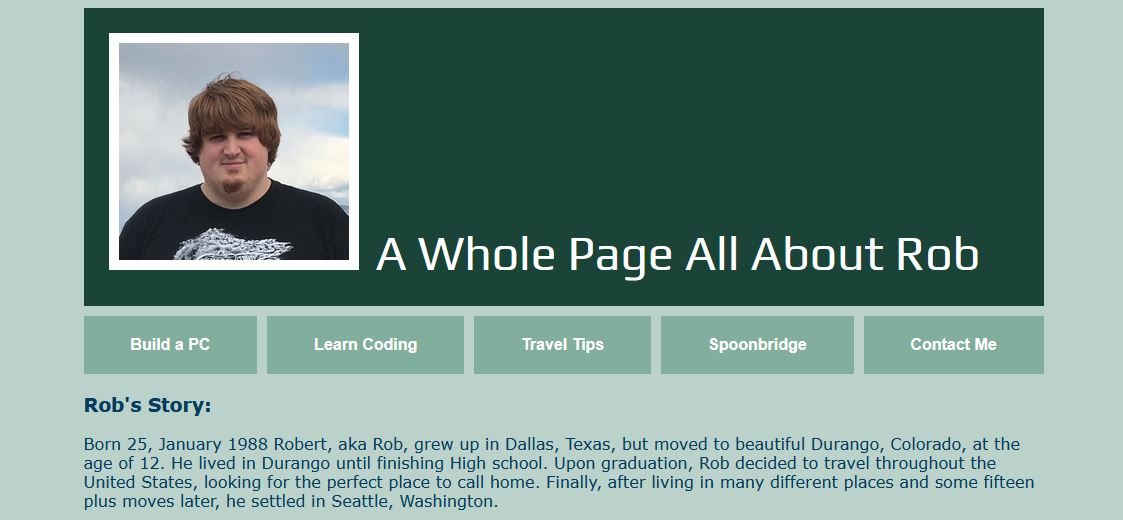 A Whole Page All About Rob
Build a PC
Learn Coding
Travel Tips
Spoonbridge
Contact Me
Rob's Story:
Born 25, January 1988 Robert, aka Rob, grew up in Dallas, Texas, but moved to beautiful Durango, Colorado, at the
age of 12. He lived in Durango until finishing High school. Upon graduation, Rob decided to travel throughout the
United States, looking for the perfect place to call home. Finally, after living in many different places and some fifteen
plus moves later, he settled in Seattle, Washington.